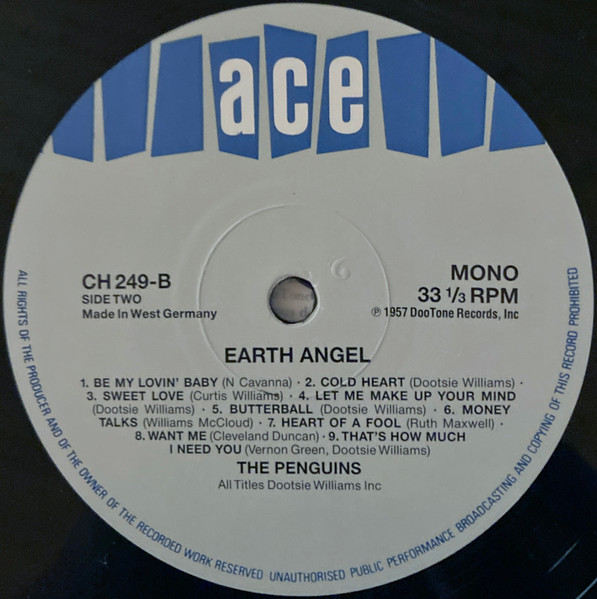 ace
CH 249-B
SIDE TWO
Made In West Germany
MONO
33 1/3 RPM
℗ 1957 DooTone Records, Inc
EARTH ANGEL
1. BE MY LOVIN' BABY (N Cavanna) · 2. COLD HEART (Dootsie Williams) ·
3. SWEET LOVE (Curtis Williams) · 4. LET ME MAKE UP YOUR MIND
(Dootsie Williams) · 5. BUTTERBALL (Dootsie Williams) · 6. MONEY
TALKS (Williams McCloud) · 7. HEART OF A FOOL (Ruth Maxwell) ·
8. WANT ME (Cleveland Duncan) · 9. THAT'S HOW MUCH
I NEED YOU (Vernon Green, Dootsie Williams)
THE PENGUINS
All Titles Dootsie Williams Inc
ALL RIGHTS OF THE PRODUCER AND OF THE OWNER OF THE RECORDED WORK RESERVED UNAUTHORISED PUBLIC PERFORMANCE BROADCASTING AND COPYING OF THIS RECORD PROHIBITED